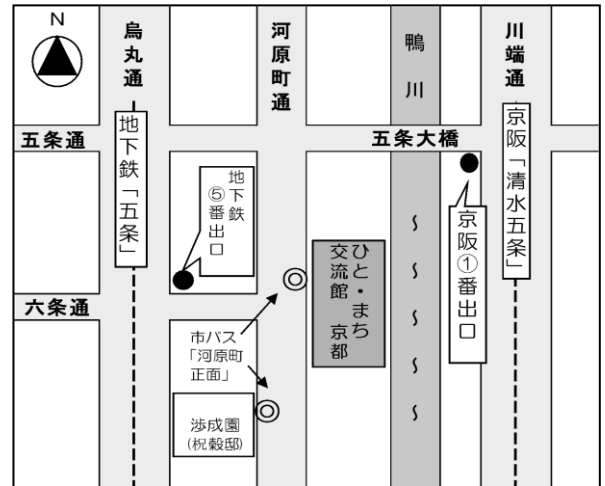 N
烏丸通
河原町通
鴨川
川端通
五条通
五条大橋
地下鉄「五条」
地下鉄
⑤番出口
京阪「清水五条」
京阪①番出口
ひと・まち
交流館　京都
六条通
市バス
「河原町
正面」
渉成園
(枳殻邸)